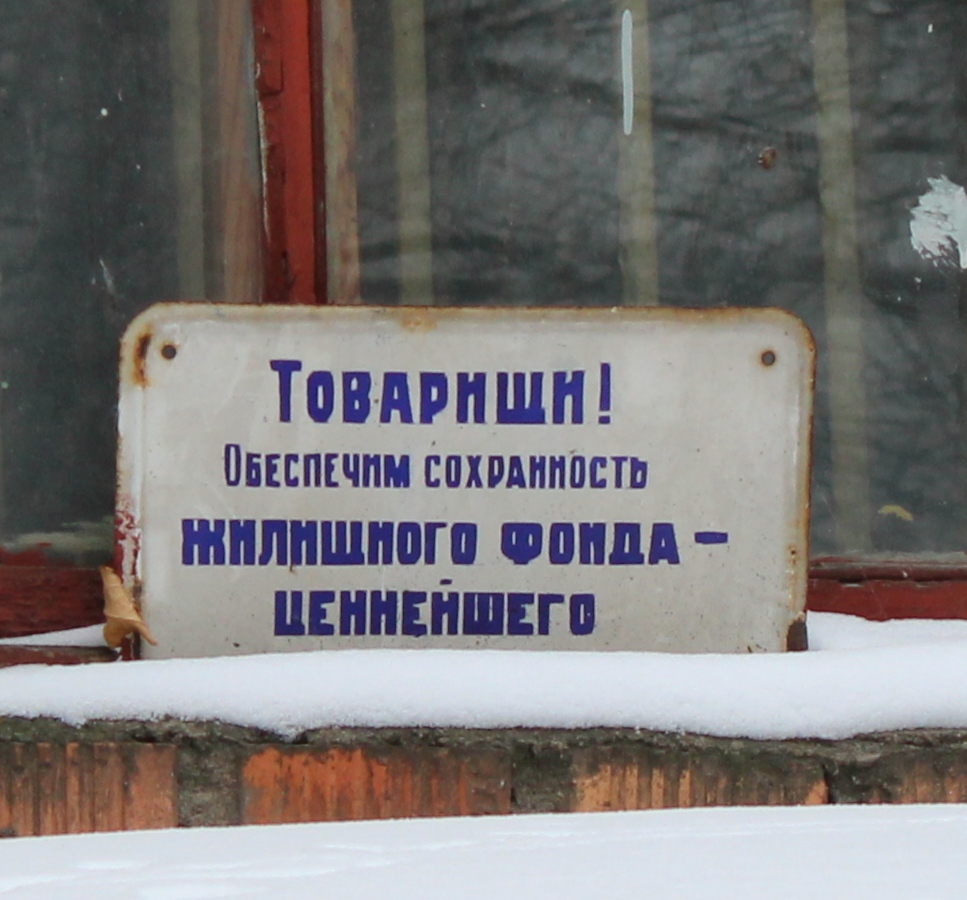 Товарищи!
Обеспечим сохранность
жилищного фонда –
ценнейшего